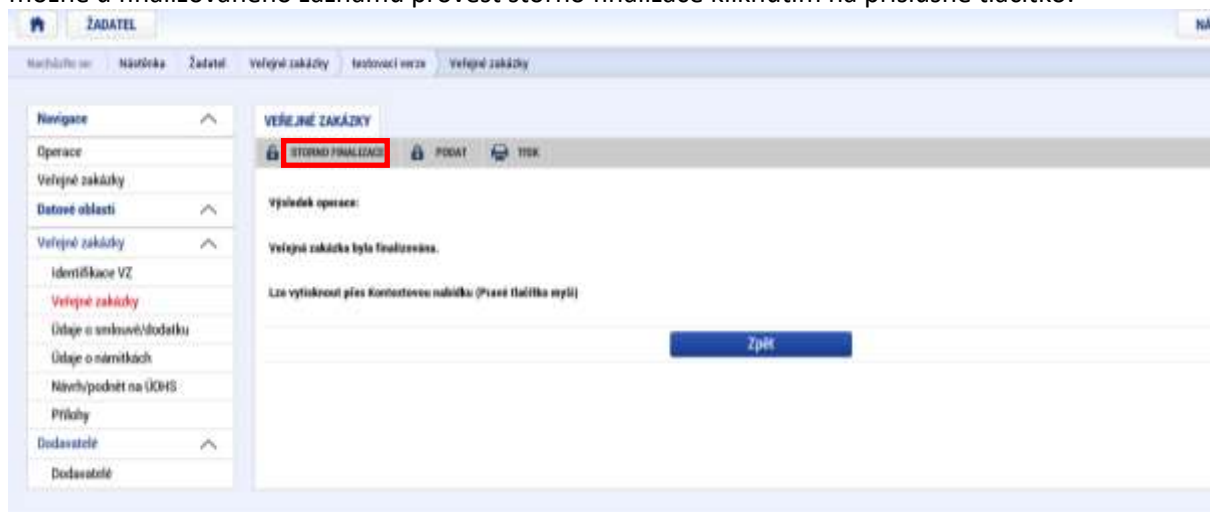 možné u finalizovaného záznamu provést storno finalizace kliknutím na příslušné tlačítko.
ŽADATEL
NÁ
Nacházíte se: Nástěnka Žadatel Veřejné zakázky testovací verze Veřejné zakázky
Navigace
Operace
Veřejné zakázky
Datové oblasti
Veřejné zakázky
Identifikace VZ
Veřejné zakázky
Údaje o smlouvě/dodatku
Údaje o námitkách
Návrh/podnět na ÚOHS
Přílohy
Dodavatelé
Dodavatelé
VEŘEJNÉ ZAKÁZKY
STORNO FINALIZACE PODAT TISK
Výsledek operace:
Veřejná zakázka byla finalizována.
Lze vytisknout přes Kontextovou nabídku (Pravé tlačítko myši)
Zpět